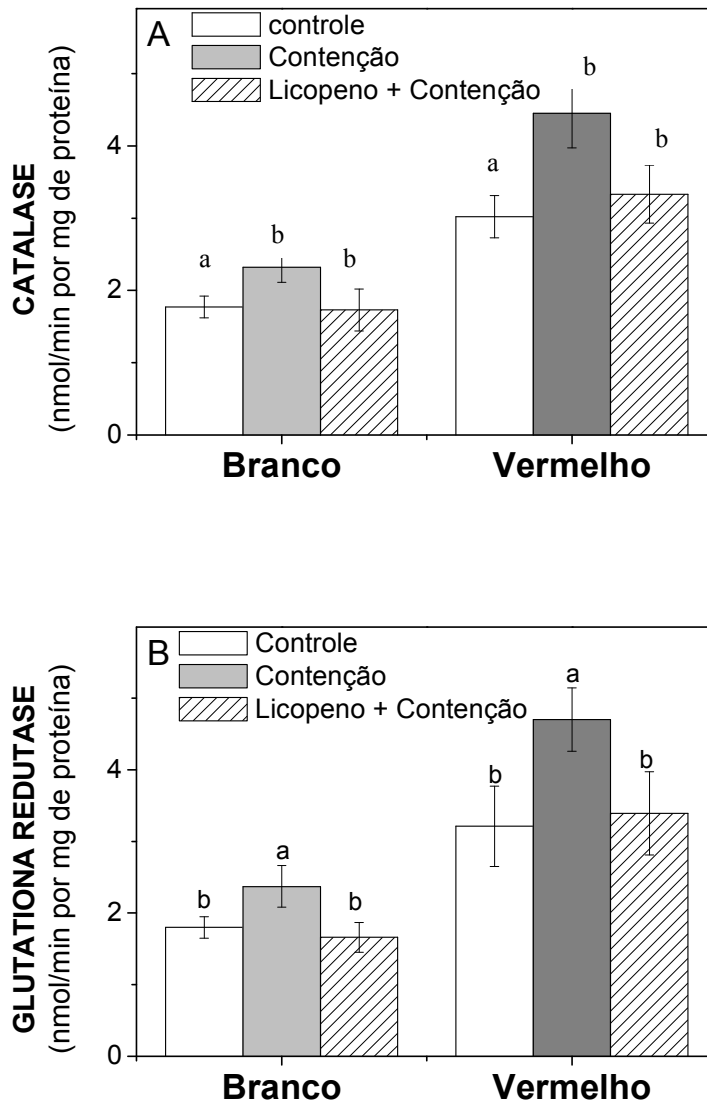 A
controle
Contenção
Licopeno + Contenção
CATALASE
(nmol/min por mg de proteína)
4
2
0
a
b
b
a
b
b
Branco Vermelho
B
Controle
Contenção
Licopeno + Contenção
GLUTATIONA REDUTASE
(nmol/min por mg de proteína)
4
2
0
b
a
b
b
a
b
Branco Vermelho